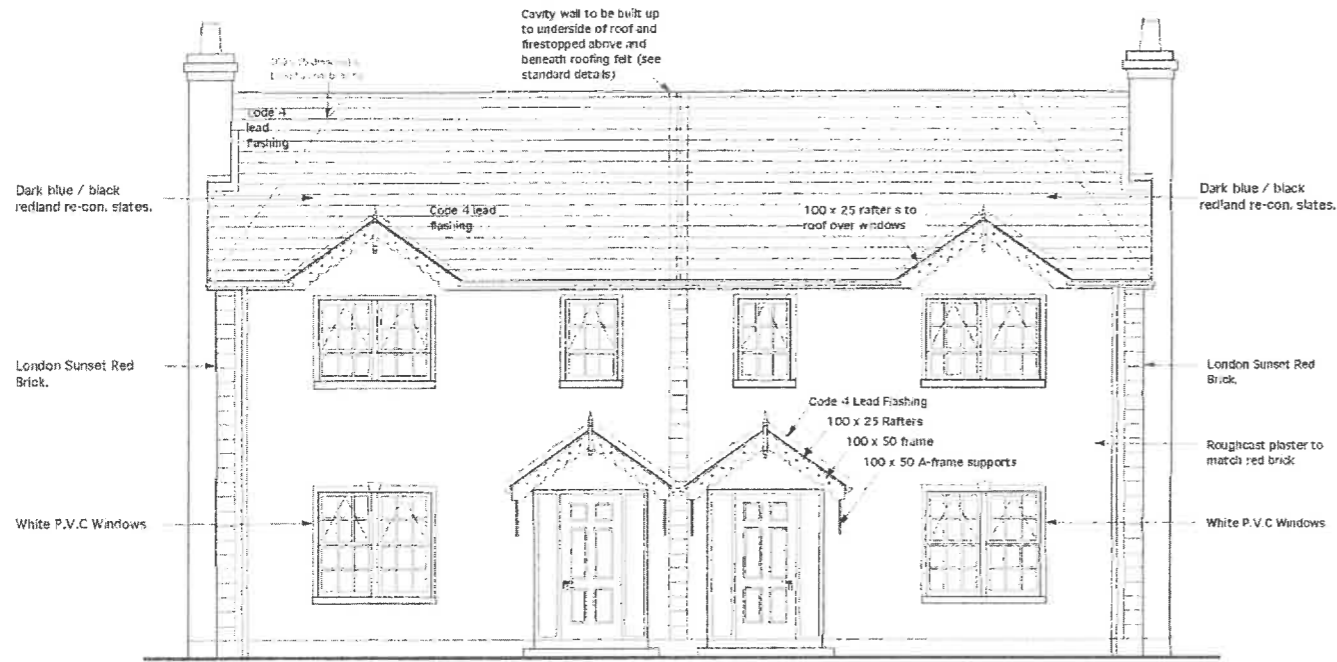 Cavity wall to be built up
to underside of roof and
firestopped above and
beneath roofing felt (see
standard details)
Code 4
lead
flashing
Dark blue / black
redland re-con. slates.
Code 4 lead
flashing
100 x 25 rafters to
roof over windows
Dark blue / black
redland re-con. slates.
London Sunset Red
Brick.
London Sunset Red
Brick.
Code 4 Lead Flashing
100 x 25 Rafters
100 x 50 frame
100 x 50 A-frame supports
Roughcast plaster to
match red brick
White P.V.C Windows
White P.V.C Windows